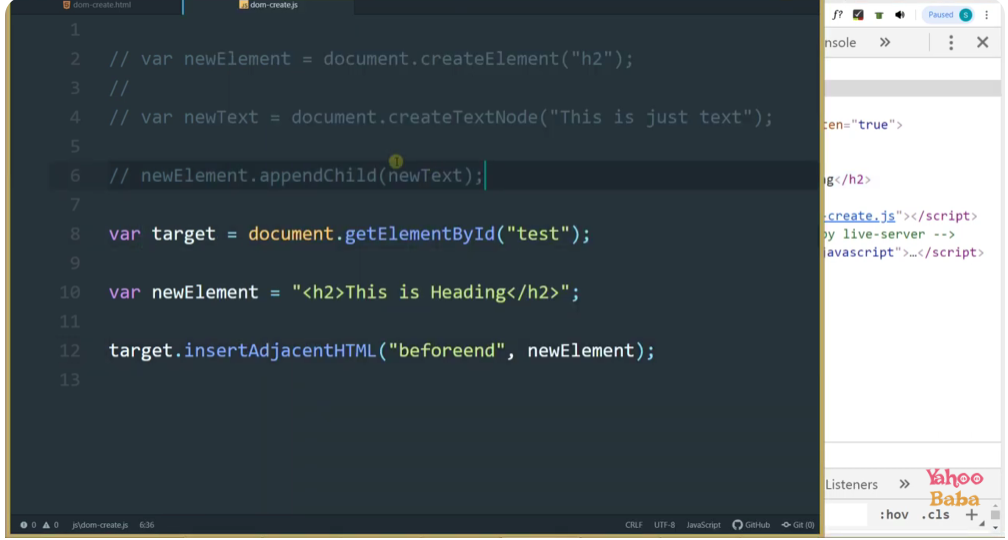 dom-create.html
dom-create.js
1
2 // var newElement = document.createElement("h2");
3 //
4 // var newText = document.createTextNode("This is just text");
5
6 // newElement.appendChild(newText);
7
8 var target = document.getElementById("test");
9
10 var newElement = "<h2>This is Heading</h2>";
11
12 target.insertAdjacentHTML("beforeend", newElement);
13
0 0 js\dom-create.js 6:36
CRLF UTF-8 JavaScript GitHub Git (0)
f? Paused S
nsole »
ten="true">
ng</h2>
-create.js"></script>
by live-server -->
javascript">…</script>
Listeners »
Yahoo
Baba
:hov .cls +